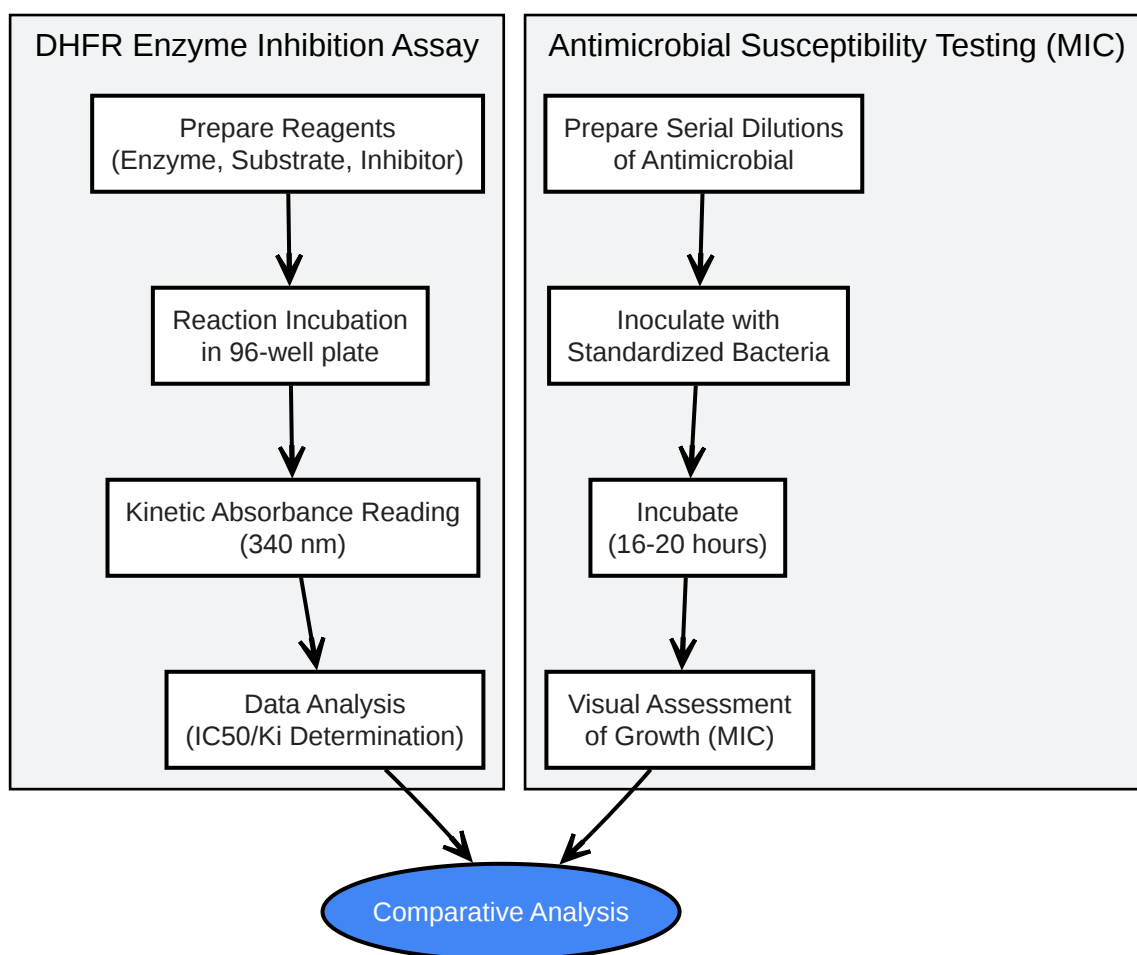 DHFR Enzyme Inhibition Assay
Prepare Reagents
(Enzyme, Substrate, Inhibitor)
Reaction Incubation
in 96-well plate
Kinetic Absorbance Reading
(340 nm)
Data Analysis
(IC50/Ki Determination)
Antimicrobial Susceptibility Testing (MIC)
Prepare Serial Dilutions
of Antimicrobial
Inoculate with
Standardized Bacteria
Incubate
(16-20 hours)
Visual Assessment
of Growth (MIC)
Comparative Analysis